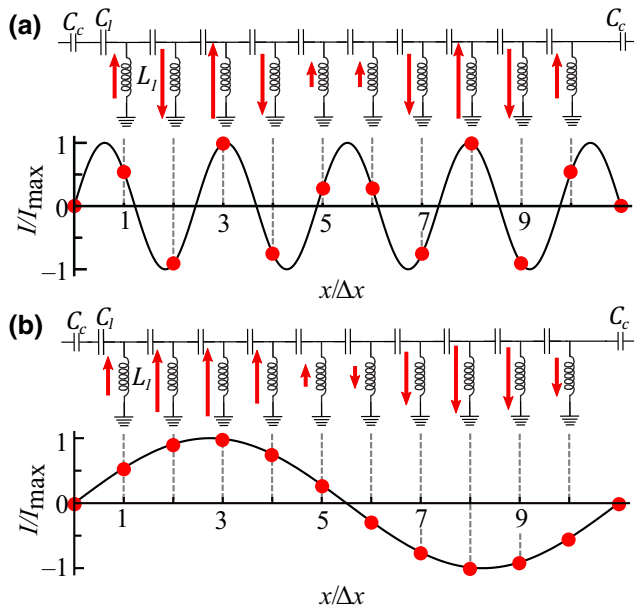 (a)
C_c C_l C_c
L_l
1
0
−1
I/I_max
1 3 5 7 9
x/Δx
(b)
C_c C_l C_c
L_l
1
0
−1
I/I_max
1 3 5 7 9
x/Δx